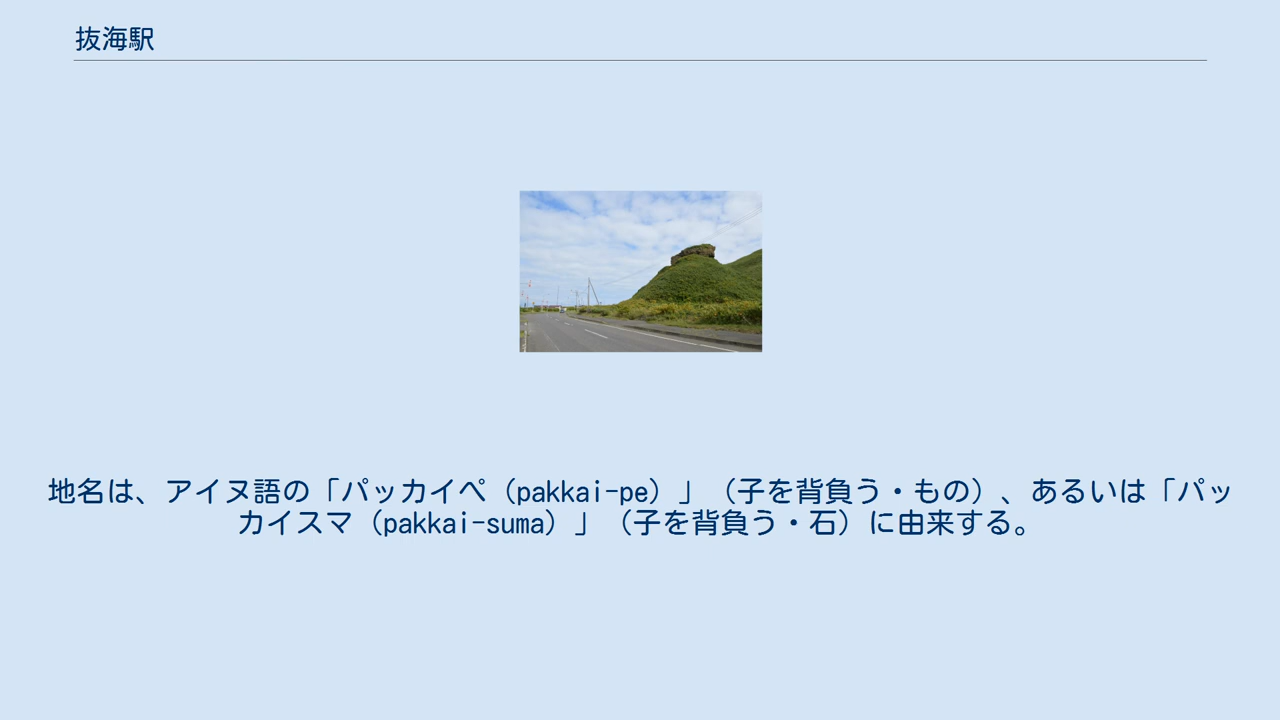 抜海駅
地名は、アイヌ語の「パッカイペ（pakkai-pe）」（子を背負う・もの）、あるいは「パッ
カイスマ（pakkai-suma）」（子を背負う・石）に由来する。